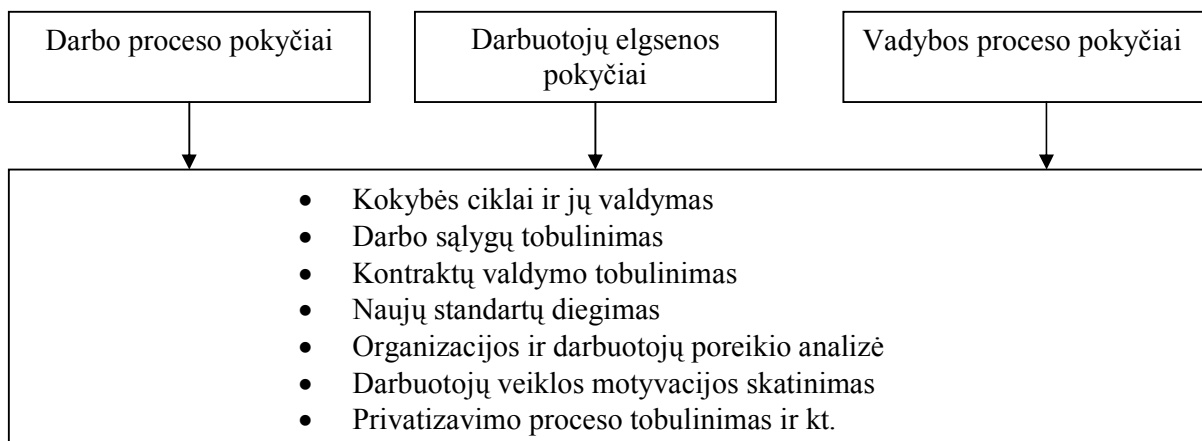 Darbo proceso pokyčiai
Darbuotojų elgsenos
pokyčiai
Vadybos proceso pokyčiai
• Kokybės ciklai ir jų valdymas
• Darbo sąlygų tobulinimas
• Kontraktų valdymo tobulinimas
• Naujų standartų diegimas
• Organizacijos ir darbuotojų poreikio analizė
• Darbuotojų veiklos motyvacijos skatinimas
• Privatizavimo proceso tobulinimas ir kt.